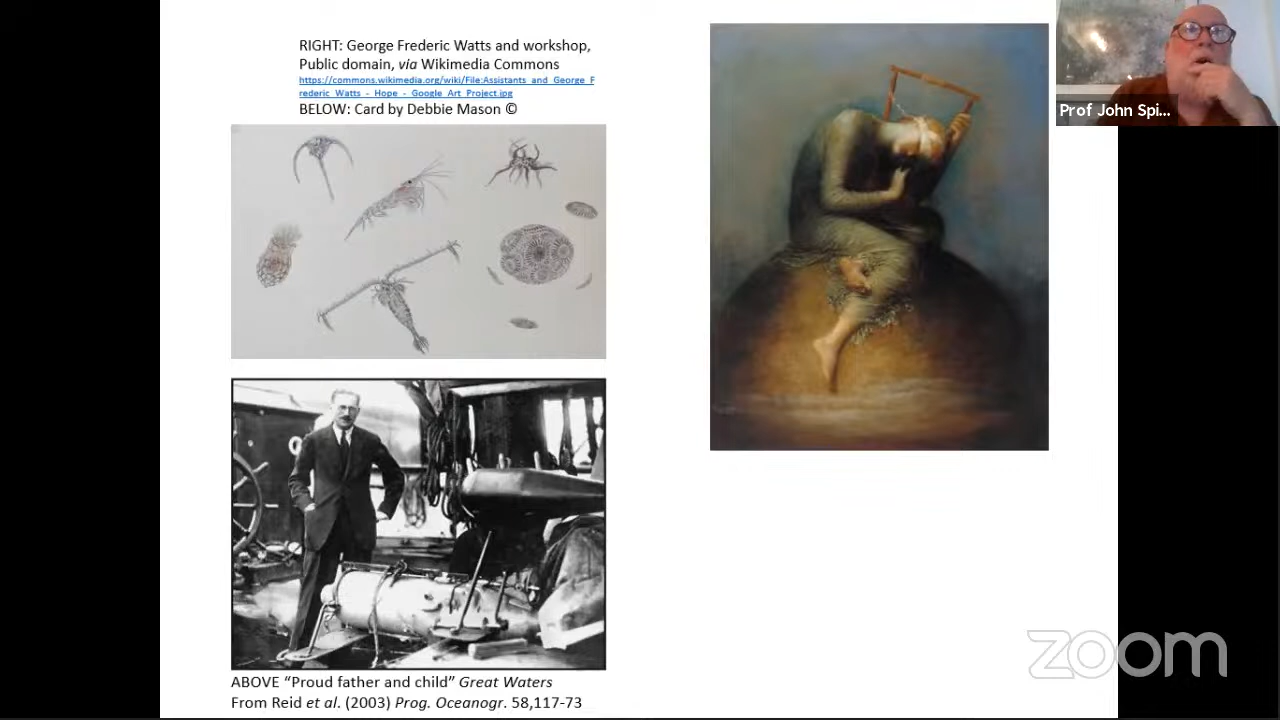 RIGHT: George Frederic Watts and workshop,
Public domain, via Wikimedia Commons
https://commons.wikimedia.org/wiki/File:Assistants_and_George_F
rederic_Watts_-_Hope_-_Google_Art_Project.jpg
BELOW: Card by Debbie Mason ©
Prof John Spi...
ABOVE “Proud father and child” Great Waters
From Reid et al. (2003) Prog. Oceanogr. 58,117-73
zoom